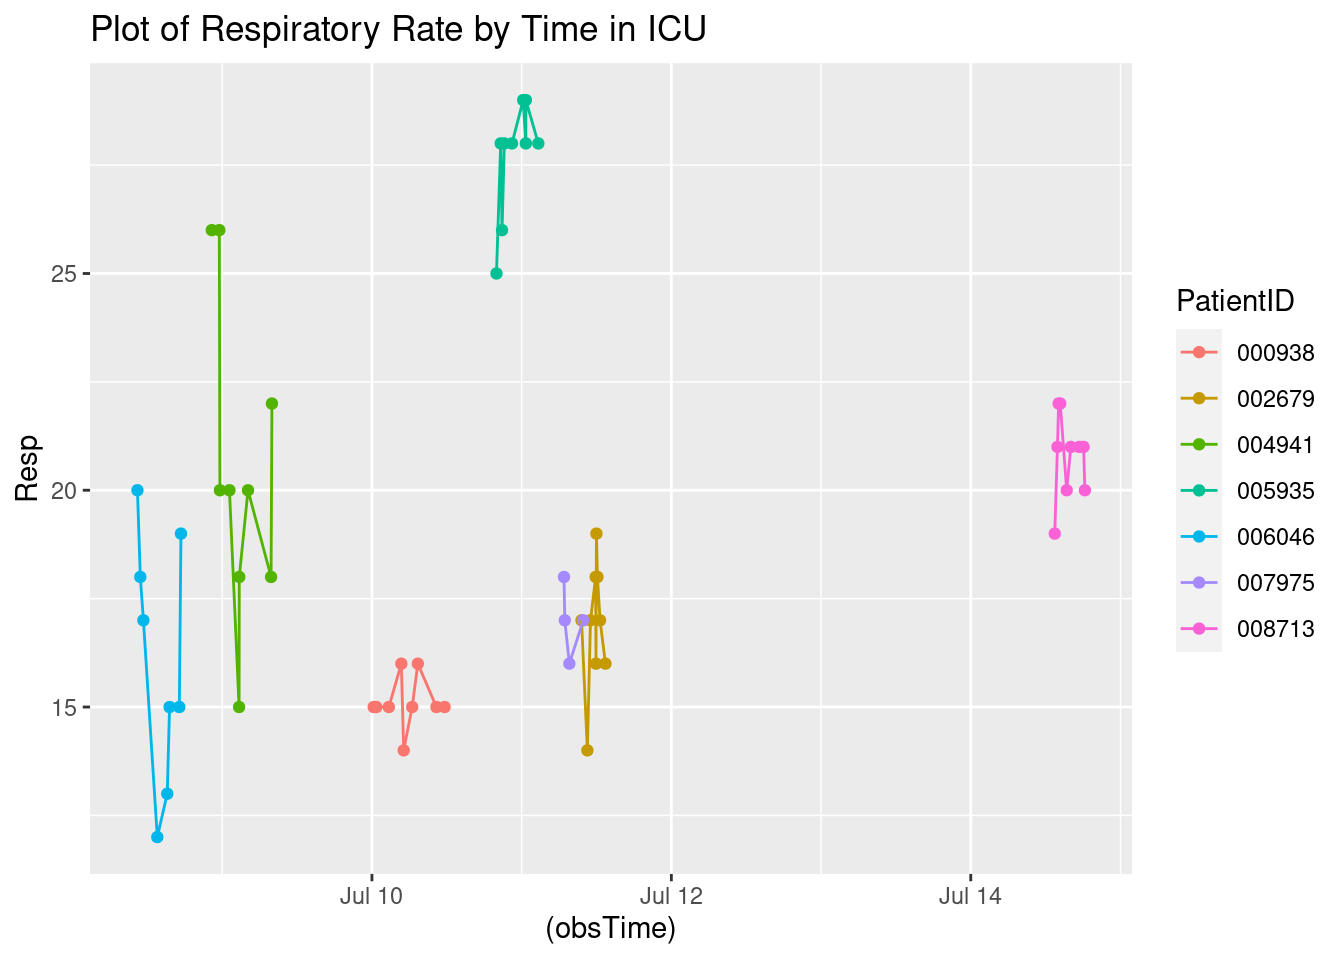 Plot of Respiratory Rate by Time in ICU
Resp
25
20
15
Jul 10
Jul 12
Jul 14
(obsTime)
PatientID
000938
002679
004941
005935
006046
007975
008713